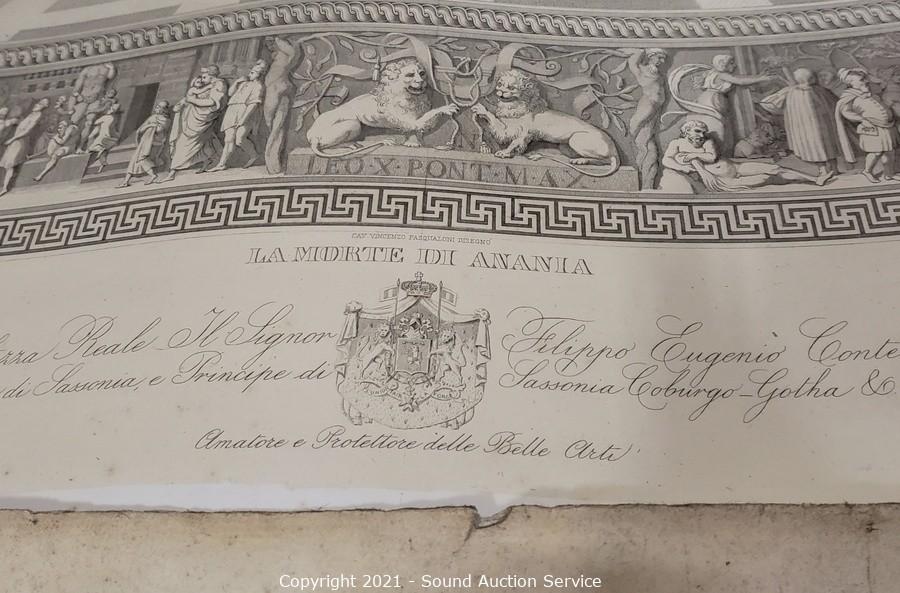 LEO·X·PONT·MAX
CAV. VINCENZO PASQUALONI DISEGNO
LA MORTE DI ANANIA
Reale Il Signor Filippo Eugenio Conte
di Sassonia, e Principe di Sassonia Coburgo-Gotha &
Amatore e Protettore delle Belle Arti
Copyright 2021 - Sound Auction Service